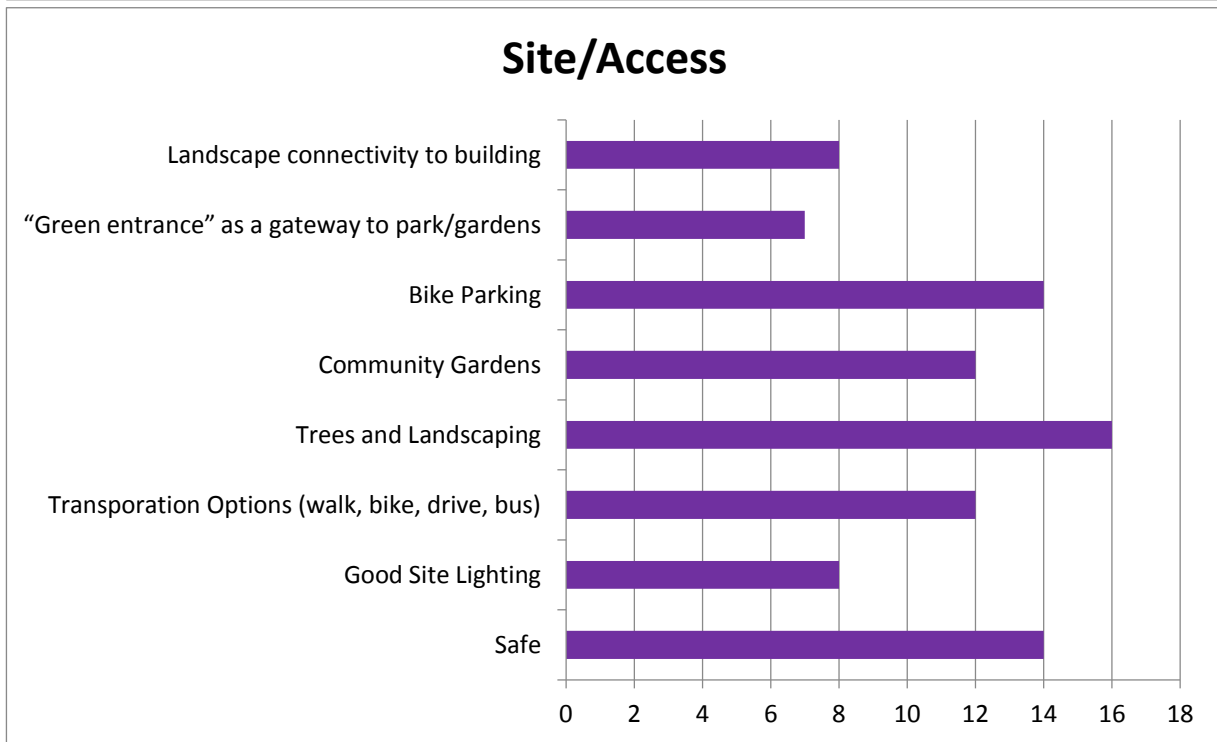 Site/Access
Landscape connectivity to building
“Green entrance” as a gateway to park/gardens
Bike Parking
Community Gardens
Trees and Landscaping
Transporation Options (walk, bike, drive, bus)
Good Site Lighting
Safe
0 2 4 6 8 10 12 14 16 18